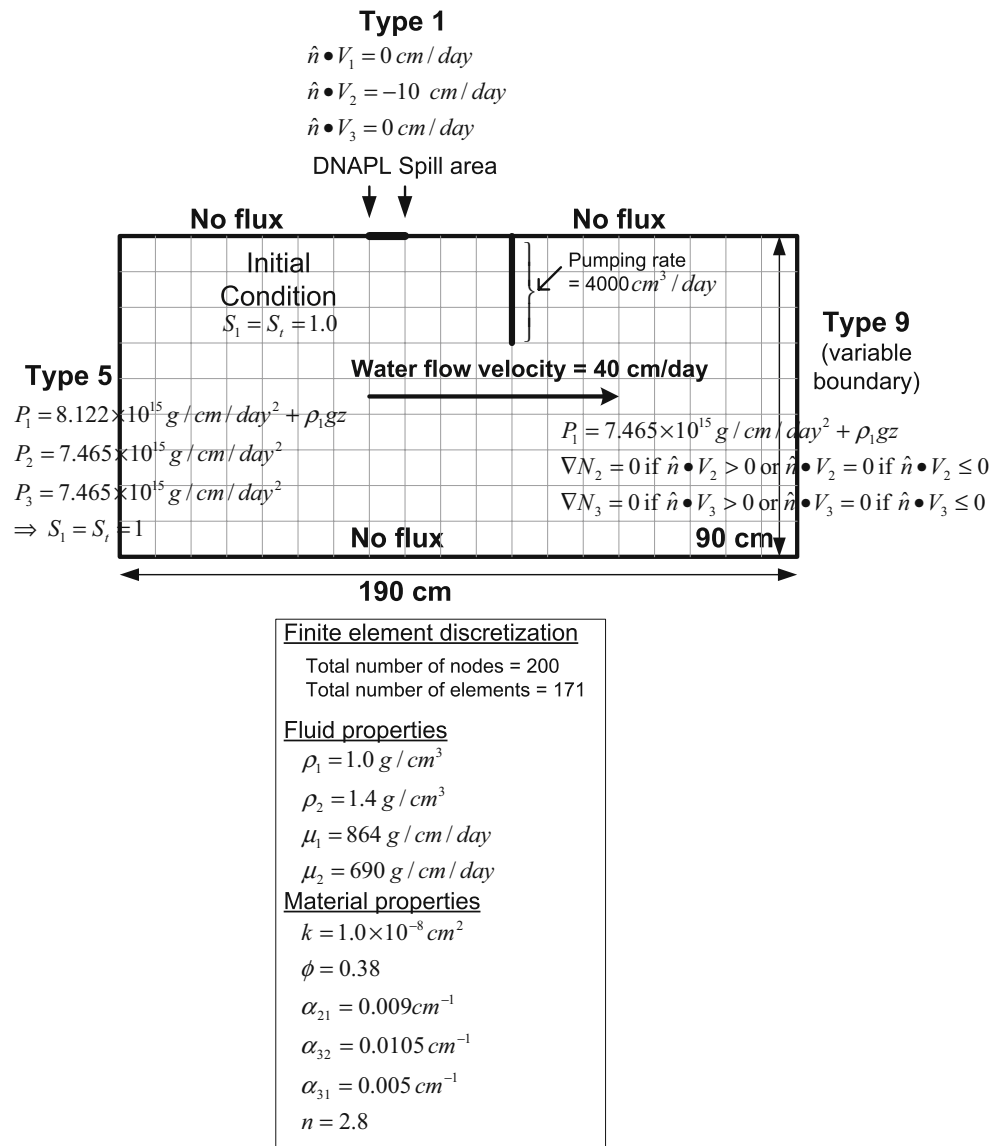 Type 1
n̂ • V₁ = 0 cm / day
n̂ • V₂ = −10 cm / day
n̂ • V₃ = 0 cm / day
DNAPL Spill area
No flux
No flux
Initial
Condition
S₁ = Sₜ = 1.0
Pumping rate
= 4000 cm³ / day
Type 9
(variable
boundary)
Water flow velocity = 40 cm/day
Type 5
P₁ = 8.122×10¹⁵ g / cm / day² + ρ₁gz
P₂ = 7.465×10¹⁵ g / cm / day²
P₃ = 7.465×10¹⁵ g / cm / day²
⇒ S₁ = Sₜ = 1
P₁ = 7.465×10¹⁵ g / cm / day² + ρ₁gz
∇N₂ = 0 if n̂ • V₂ > 0 or n̂ • V₂ = 0 if n̂ • V₂ ≤ 0
∇N₃ = 0 if n̂ • V₃ > 0 or n̂ • V₃ = 0 if n̂ • V₃ ≤ 0
No flux
90 cm
190 cm
Finite element discretization
Total number of nodes = 200
Total number of elements = 171
Fluid properties
ρ₁ = 1.0 g / cm³
ρ₂ = 1.4 g / cm³
μ₁ = 864 g / cm / day
μ₂ = 690 g / cm / day
Material properties
k = 1.0×10⁻⁸ cm²
ϕ = 0.38
α₂₁ = 0.009cm⁻¹
α₃₂ = 0.0105 cm⁻¹
α₃₁ = 0.005 cm⁻¹
n = 2.8